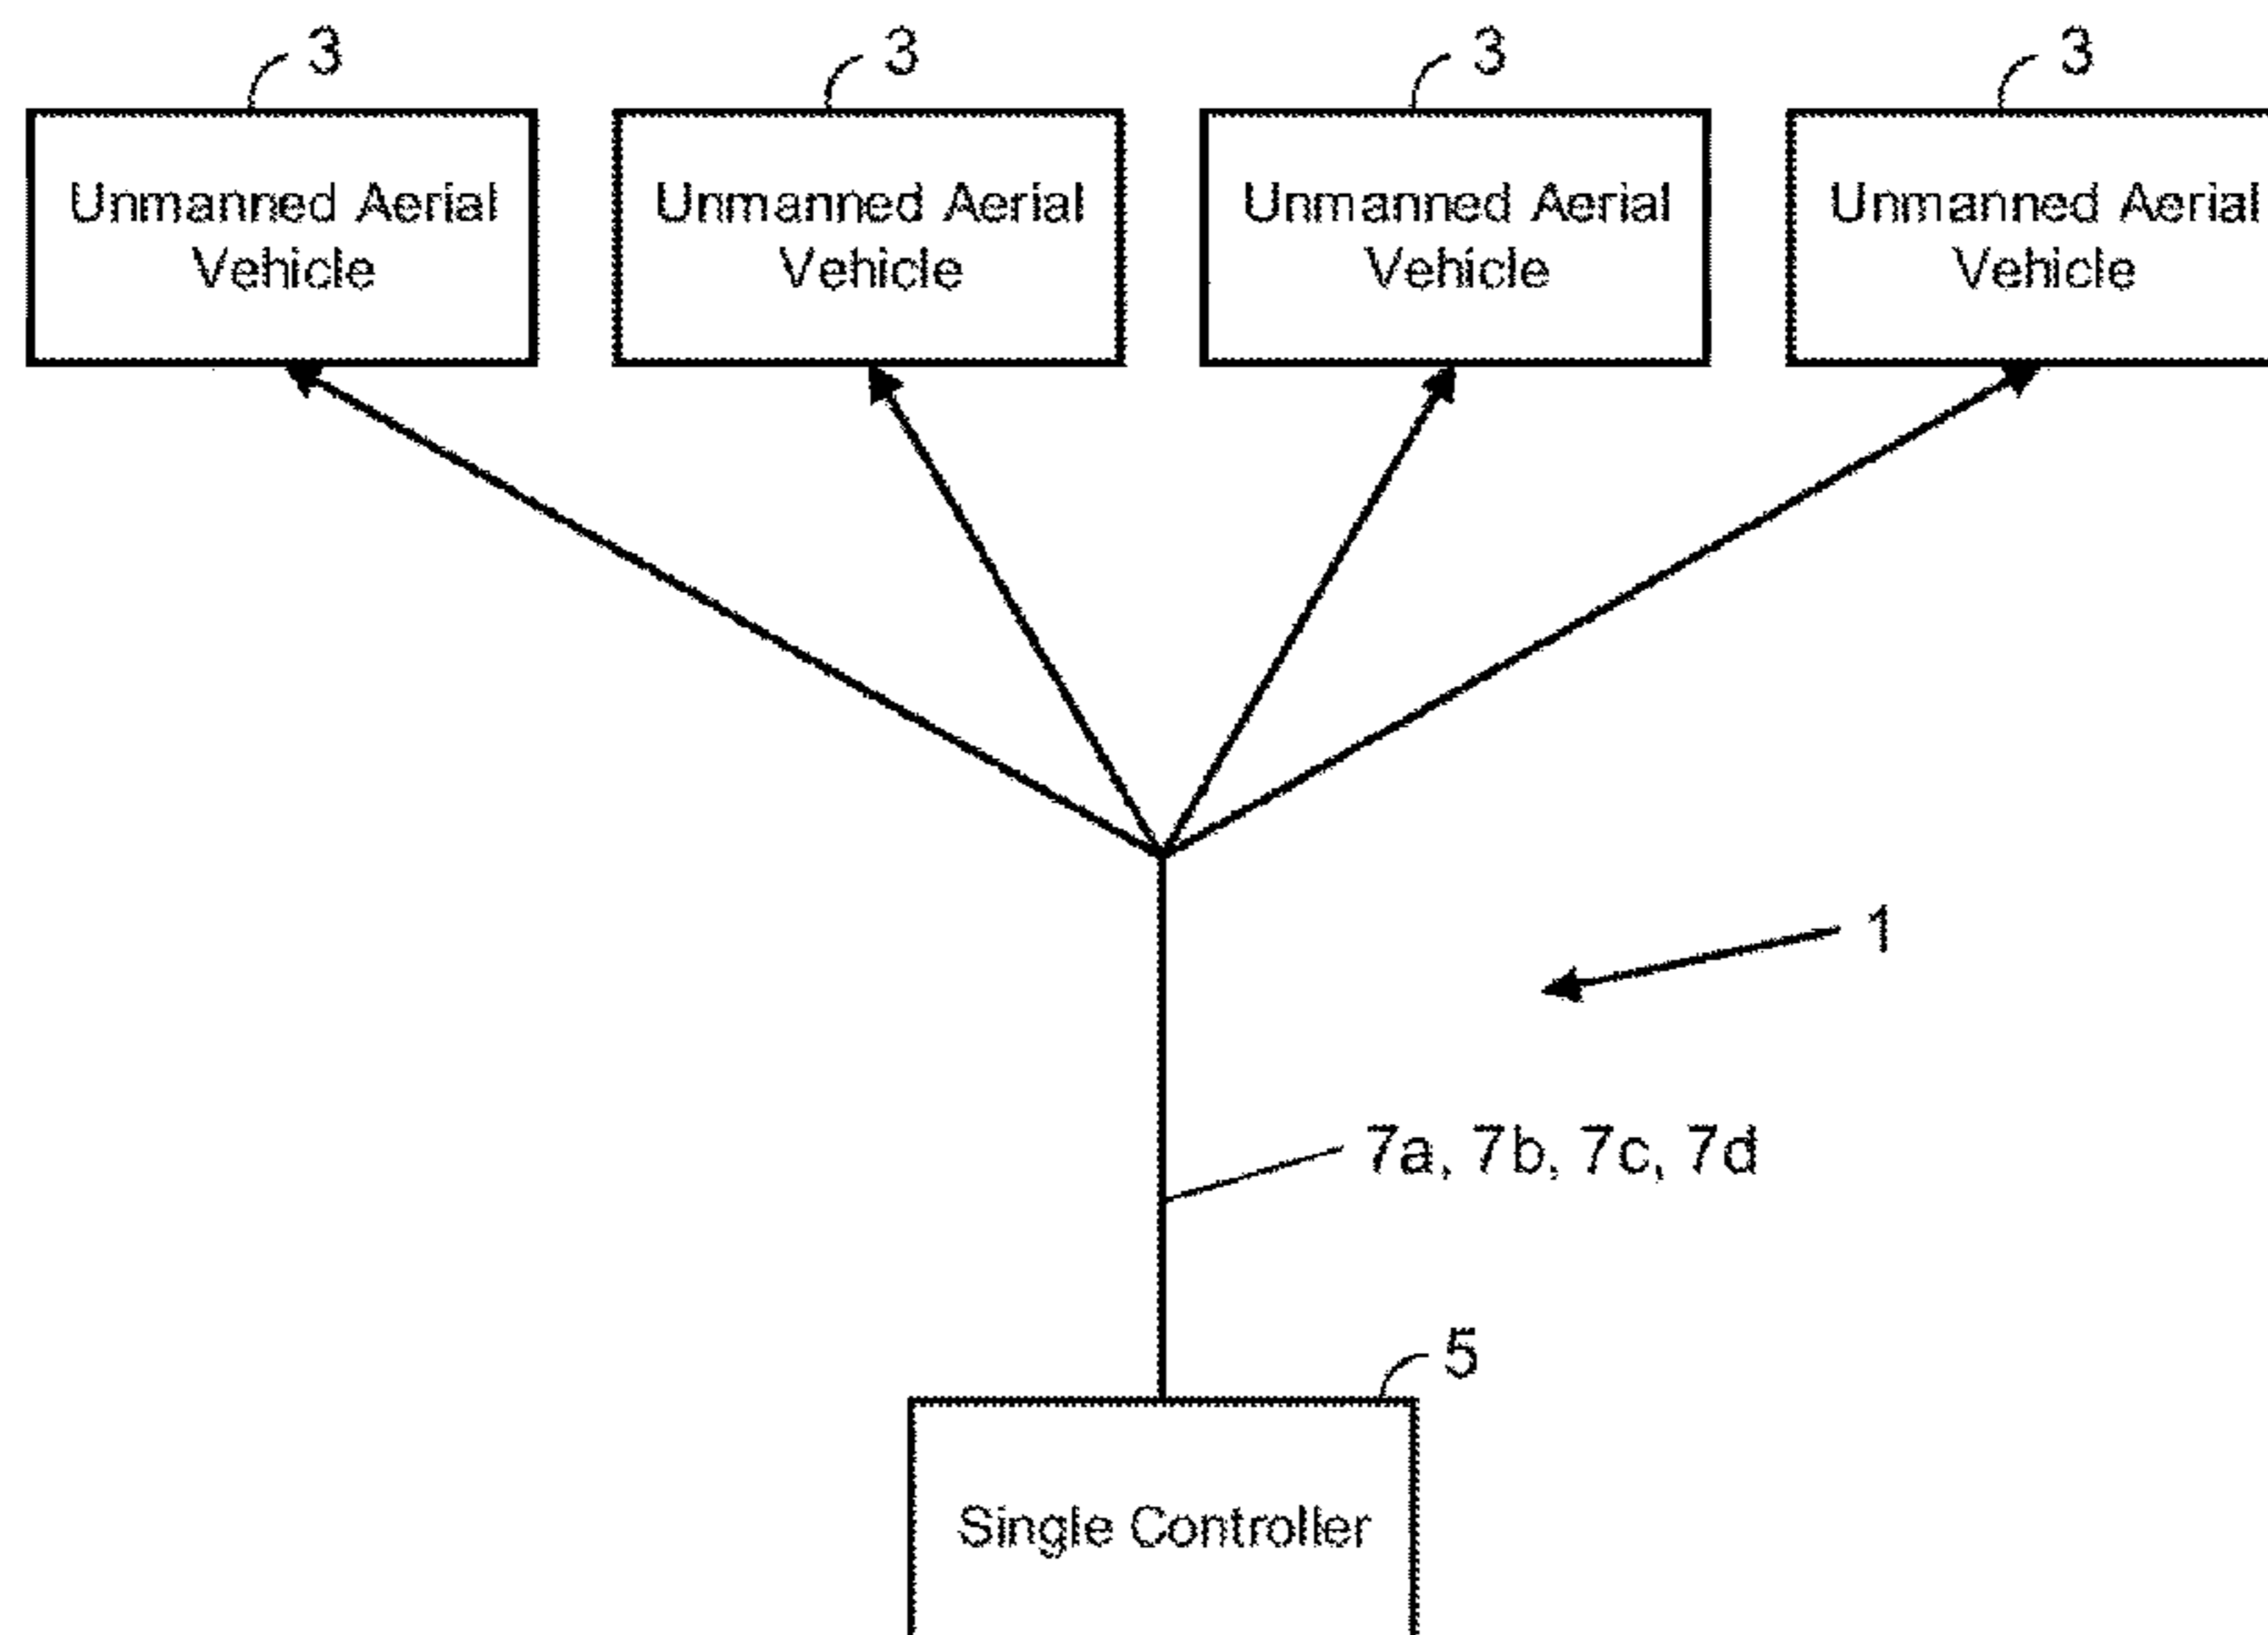 3 3 3 3
Unmanned Aerial Vehicle
Unmanned Aerial Vehicle
Unmanned Aerial Vehicle
Unmanned Aerial Vehicle
1
7a, 7b, 7c, 7d
5
Single Controller